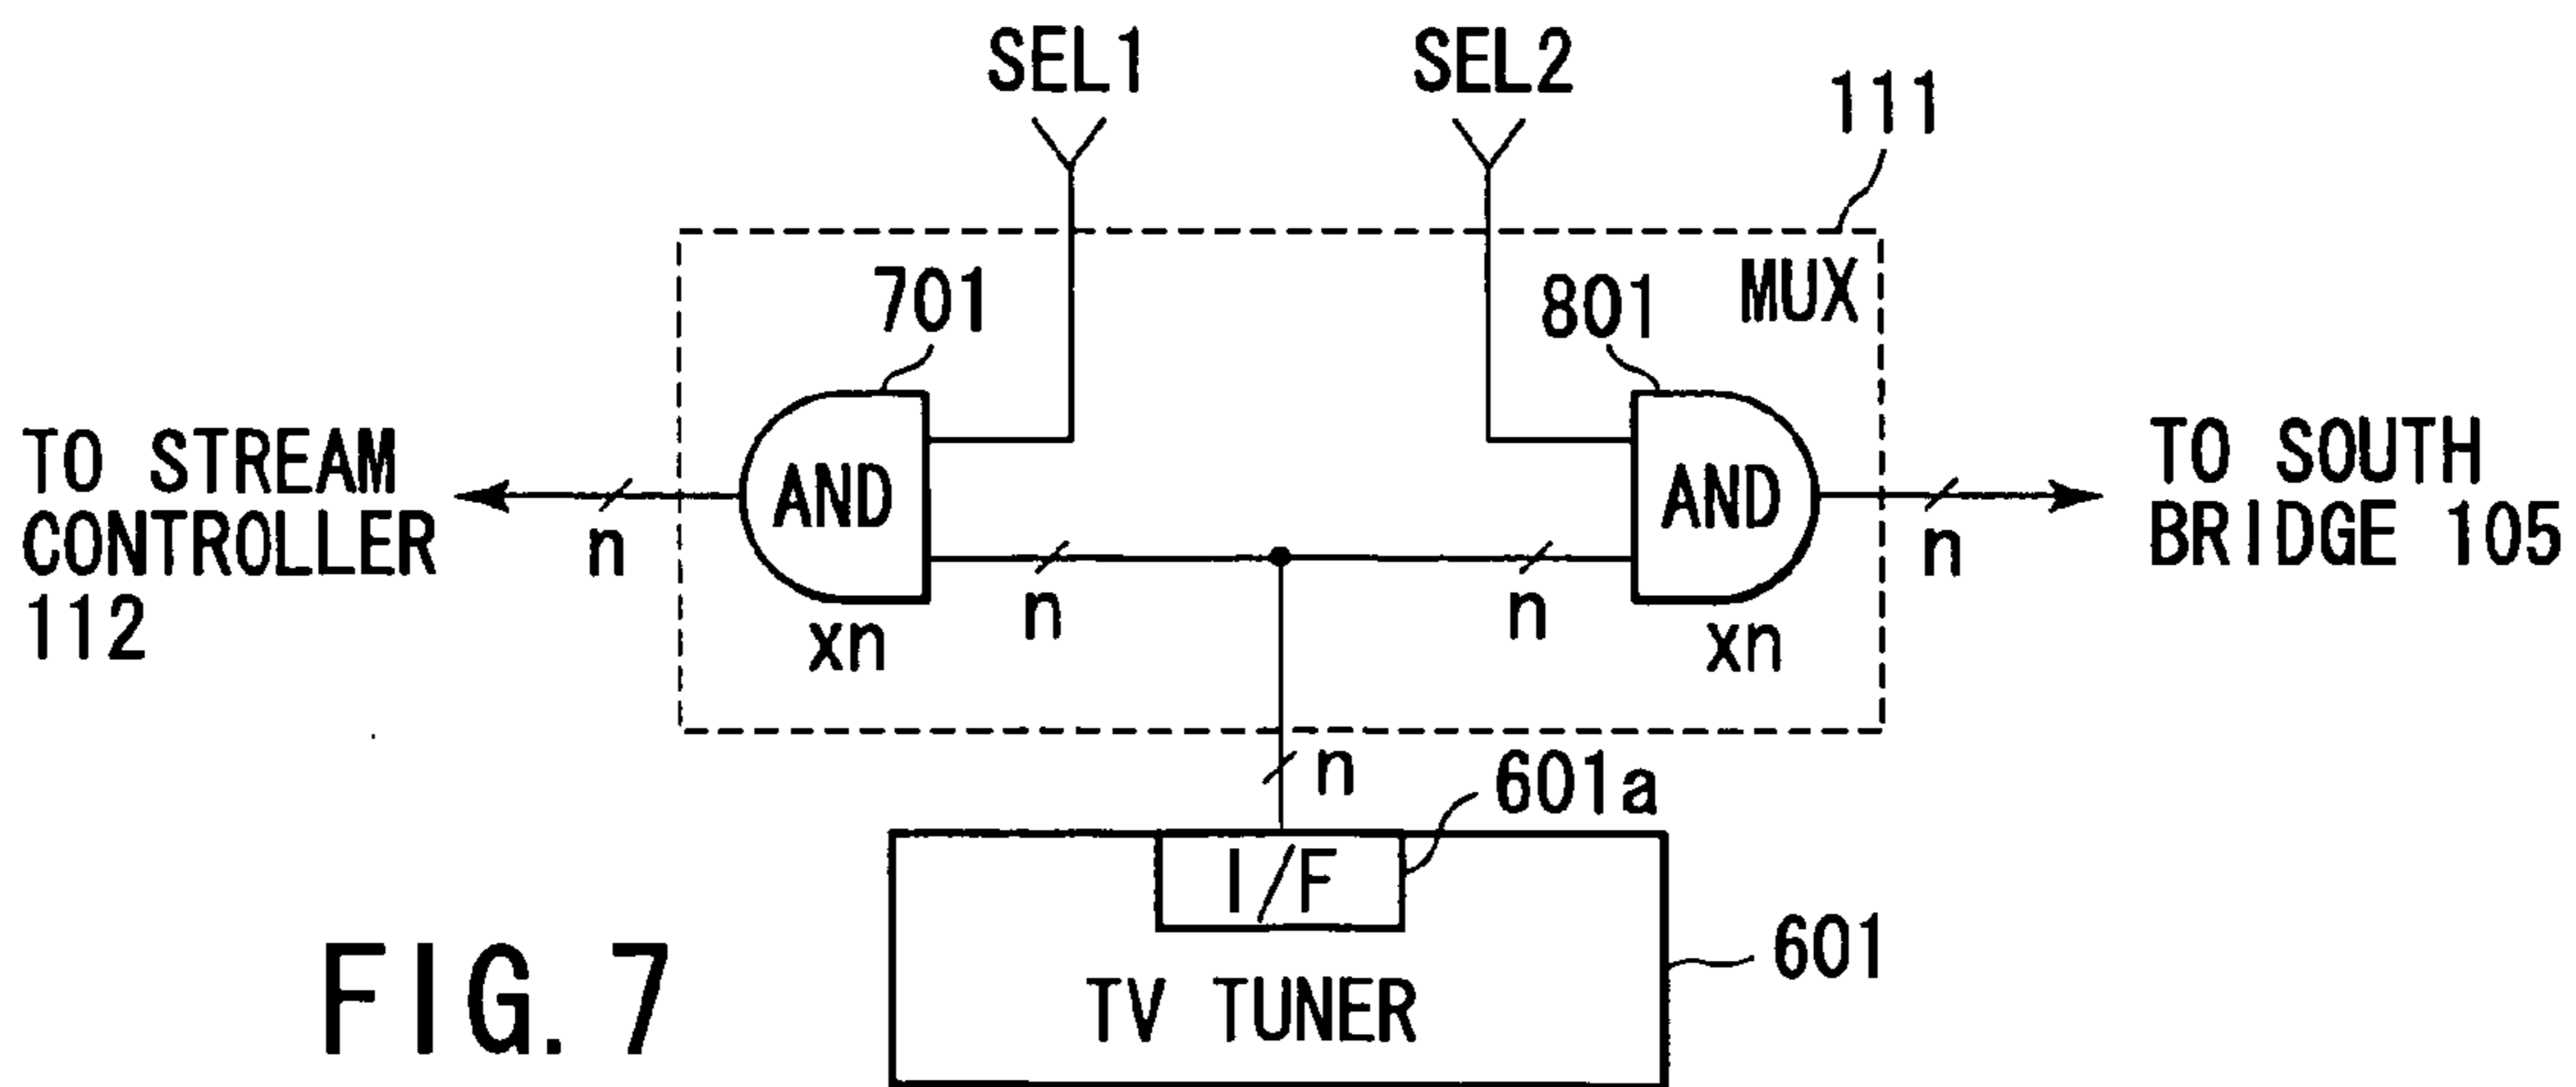 SEL1
SEL2
111
MUX
701
801
TO STREAM
CONTROLLER
112
AND
AND
TO SOUTH
BRIDGE 105
n
n
n
n
xn
xn
n
601a
I/F
601
TV TUNER
FIG. 7